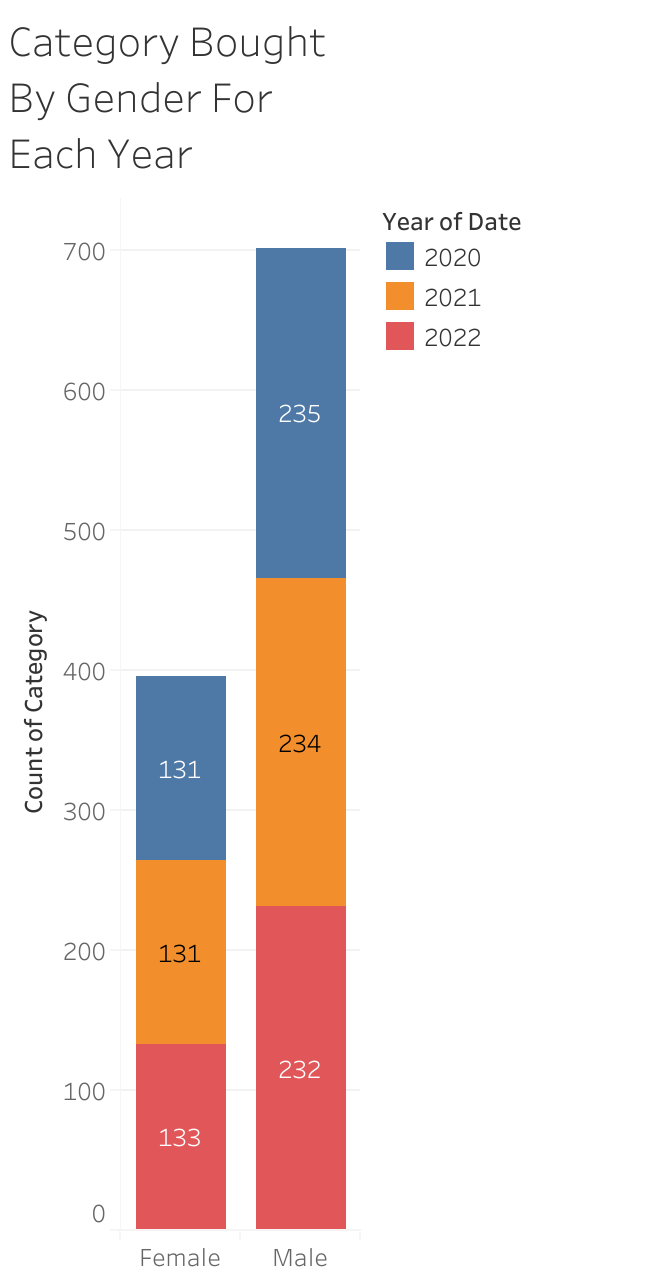 Category Bought
By Gender For
Each Year
Year of Date
2020
2021
2022
Count of Category
700
600
500
400
300
200
100
0
235
234
232
131
131
133
Female
Male